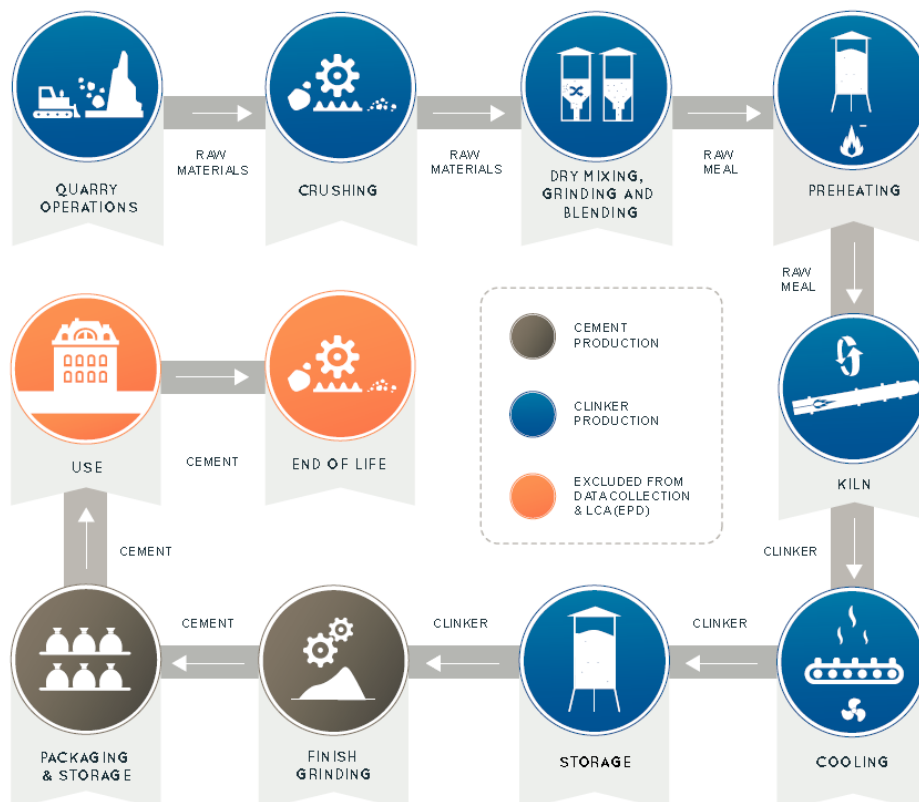 RAW
MATERIALS
RAW
MATERIALS
RAW
MEAL
QUARRY
OPERATIONS
CRUSHING
DRY MIXING,
GRINDING AND
BLENDING
PREHEATING
RAW
MEAL
CEMENT
PRODUCTION
CLINKER
PRODUCTION
EXCLUDED FROM
DATA COLLECTION
& LCA (EPD)
USE
CEMENT
END OF LIFE
KILN
CEMENT
CLINKER
CEMENT
CLINKER
CLINKER
PACKAGING
& STORAGE
FINISH
GRINDING
STORAGE
COOLING